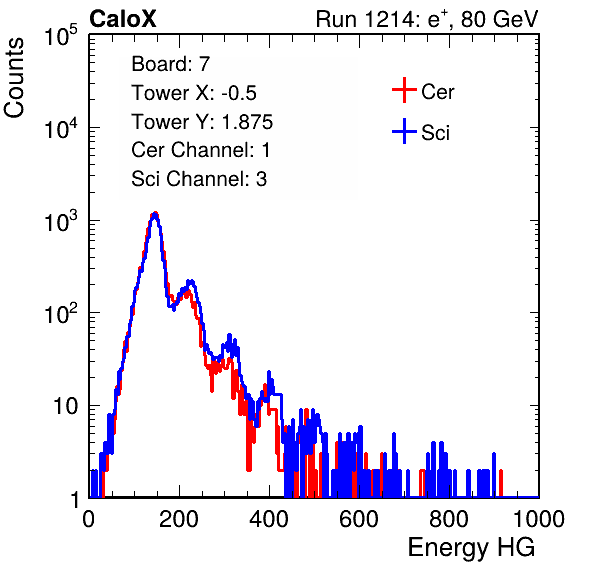 CaloX Run 1214: e⁺, 80 GeV
Counts
Board: 7
Tower X: -0.5
Tower Y: 1.875
Cer Channel: 1
Sci Channel: 3
Cer
Sci
10⁵
10⁴
10³
10²
10
1
0 200 400 600 800 1000
Energy HG